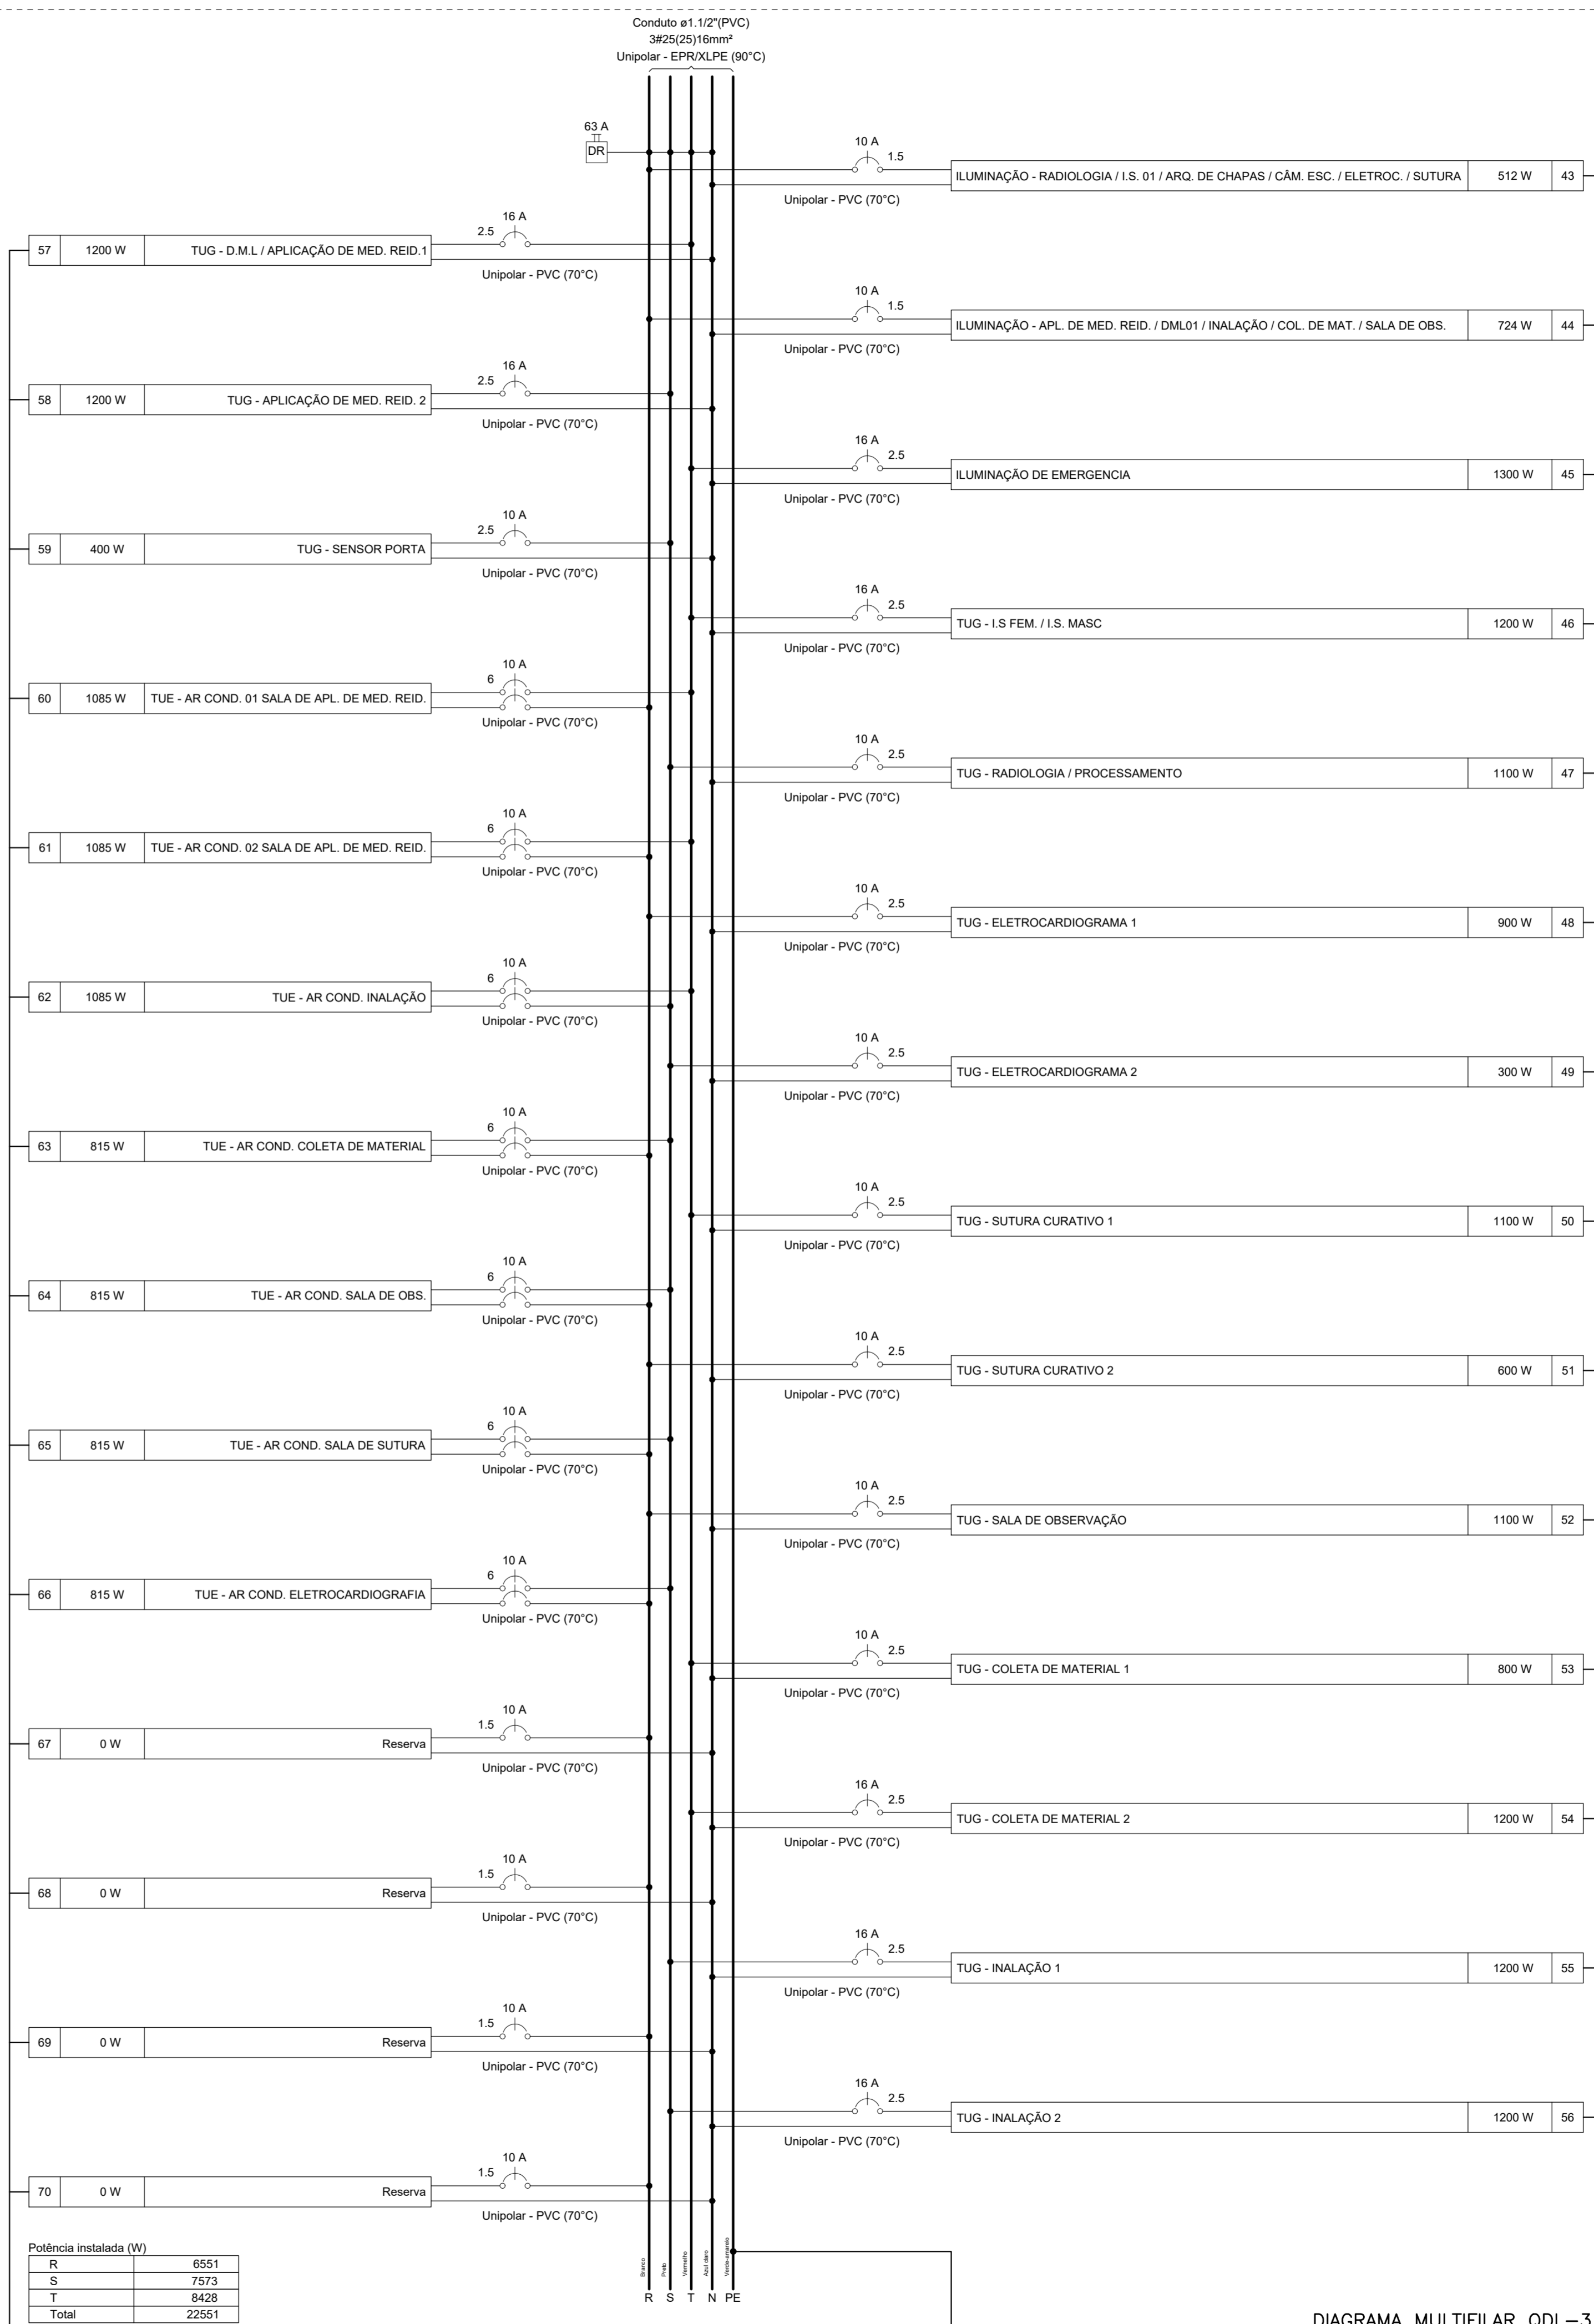 Conduto ø1.1/2"(PVC)
3#25(25)16mm²
Unipolar - EPR/XLPE (90°C)
63 A
DR
10 A
1.5
ILUMINAÇÃO - RADIOLOGIA / I.S. 01 / ARQ. DE CHAPAS / CÂM. ESC. / ELETROC. / SUTURA 512 W 43
Unipolar - PVC (70°C)
16 A
2.5
57 1200 W TUG - D.M.L / APLICAÇÃO DE MED. REID.1
Unipolar - PVC (70°C)
10 A
1.5
ILUMINAÇÃO - APL. DE MED. REID. / DML01 / INALAÇÃO / COL. DE MAT. / SALA DE OBS. 724 W 44
Unipolar - PVC (70°C)
16 A
2.5
58 1200 W TUG - APLICAÇÃO DE MED. REID. 2
Unipolar - PVC (70°C)
16 A
2.5
ILUMINAÇÃO DE EMERGENCIA 1300 W 45
Unipolar - PVC (70°C)
10 A
2.5
59 400 W TUG - SENSOR PORTA
Unipolar - PVC (70°C)
16 A
2.5
TUG - I.S FEM. / I.S. MASC 1200 W 46
Unipolar - PVC (70°C)
10 A
6
60 1085 W TUE - AR COND. 01 SALA DE APL. DE MED. REID.
Unipolar - PVC (70°C)
10 A
2.5
TUG - RADIOLOGIA / PROCESSAMENTO 1100 W 47
Unipolar - PVC (70°C)
10 A
6
61 1085 W TUE - AR COND. 02 SALA DE APL. DE MED. REID.
Unipolar - PVC (70°C)
10 A
2.5
TUG - ELETROCARDIOGRAMA 1 900 W 48
Unipolar - PVC (70°C)
10 A
6
62 1085 W TUE - AR COND. INALAÇÃO
Unipolar - PVC (70°C)
10 A
2.5
TUG - ELETROCARDIOGRAMA 2 300 W 49
Unipolar - PVC (70°C)
10 A
6
63 815 W TUE - AR COND. COLETA DE MATERIAL
Unipolar - PVC (70°C)
10 A
2.5
TUG - SUTURA CURATIVO 1 1100 W 50
Unipolar - PVC (70°C)
10 A
6
64 815 W TUE - AR COND. SALA DE OBS.
Unipolar - PVC (70°C)
10 A
2.5
TUG - SUTURA CURATIVO 2 600 W 51
Unipolar - PVC (70°C)
10 A
6
65 815 W TUE - AR COND. SALA DE SUTURA
Unipolar - PVC (70°C)
10 A
2.5
TUG - SALA DE OBSERVAÇÃO 1100 W 52
Unipolar - PVC (70°C)
10 A
6
66 815 W TUE - AR COND. ELETROCARDIOGRAFIA
Unipolar - PVC (70°C)
10 A
2.5
TUG - COLETA DE MATERIAL 1 800 W 53
Unipolar - PVC (70°C)
10 A
1.5
67 0 W Reserva
Unipolar - PVC (70°C)
16 A
2.5
TUG - COLETA DE MATERIAL 2 1200 W 54
Unipolar - PVC (70°C)
10 A
1.5
68 0 W Reserva
Unipolar - PVC (70°C)
16 A
2.5
TUG - INALAÇÃO 1 1200 W 55
Unipolar - PVC (70°C)
10 A
1.5
69 0 W Reserva
Unipolar - PVC (70°C)
16 A
2.5
TUG - INALAÇÃO 2 1200 W 56
Unipolar - PVC (70°C)
10 A
1.5
70 0 W Reserva
Unipolar - PVC (70°C)
Potência instalada (W)
R 6551
S 7573
T 8428
Total 22551
Branco
Preto
Vermelho
Azul claro
Verde-amarelo
R S T N PE
DIAGRAMA MULTIFILAR QDL-3